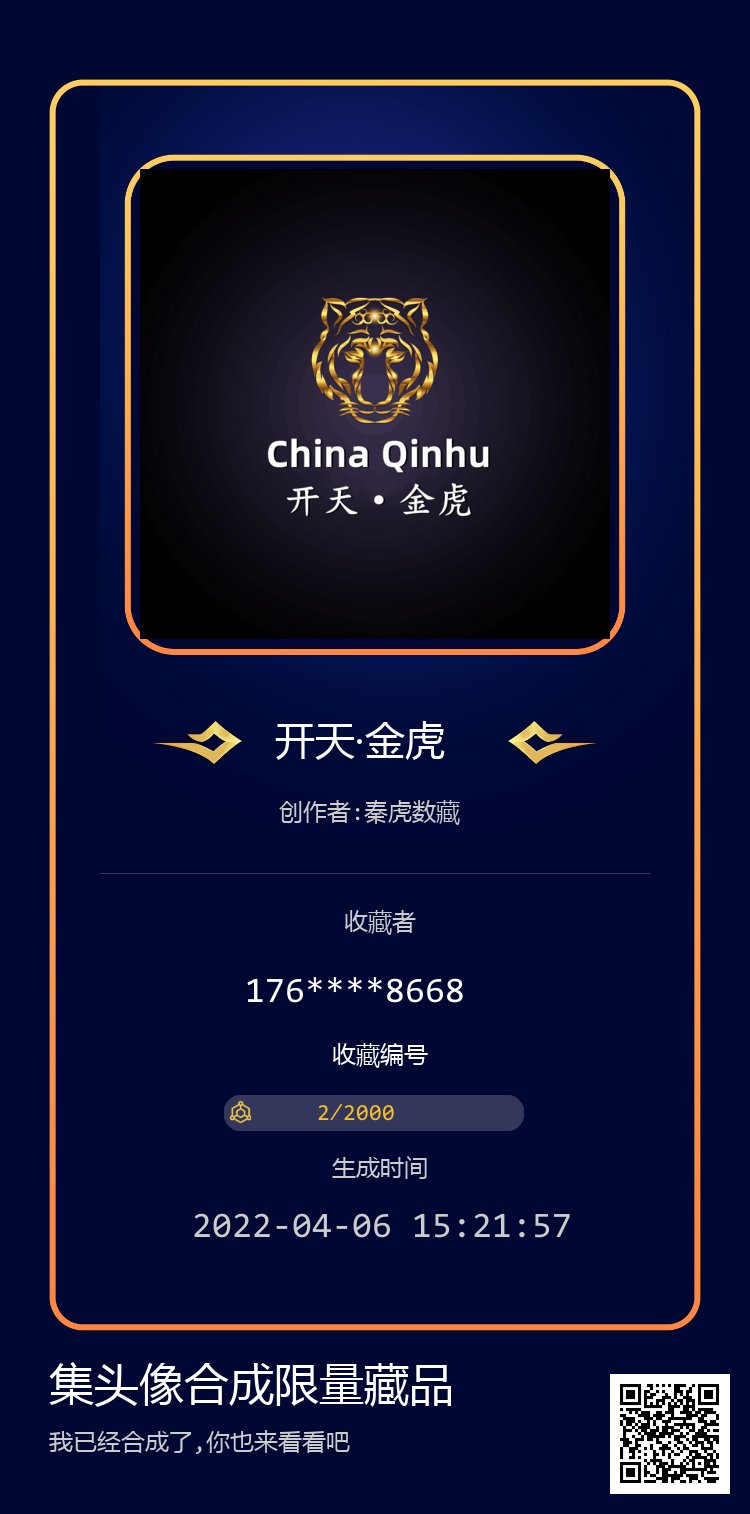 China Qinhu
开天·金虎
开天·金虎
创作者:秦虎数藏
收藏者
176****8668
收藏编号
2/2000
生成时间
2022-04-06 15:21:57
集头像合成限量藏品
我已经合成了,你也来看看吧